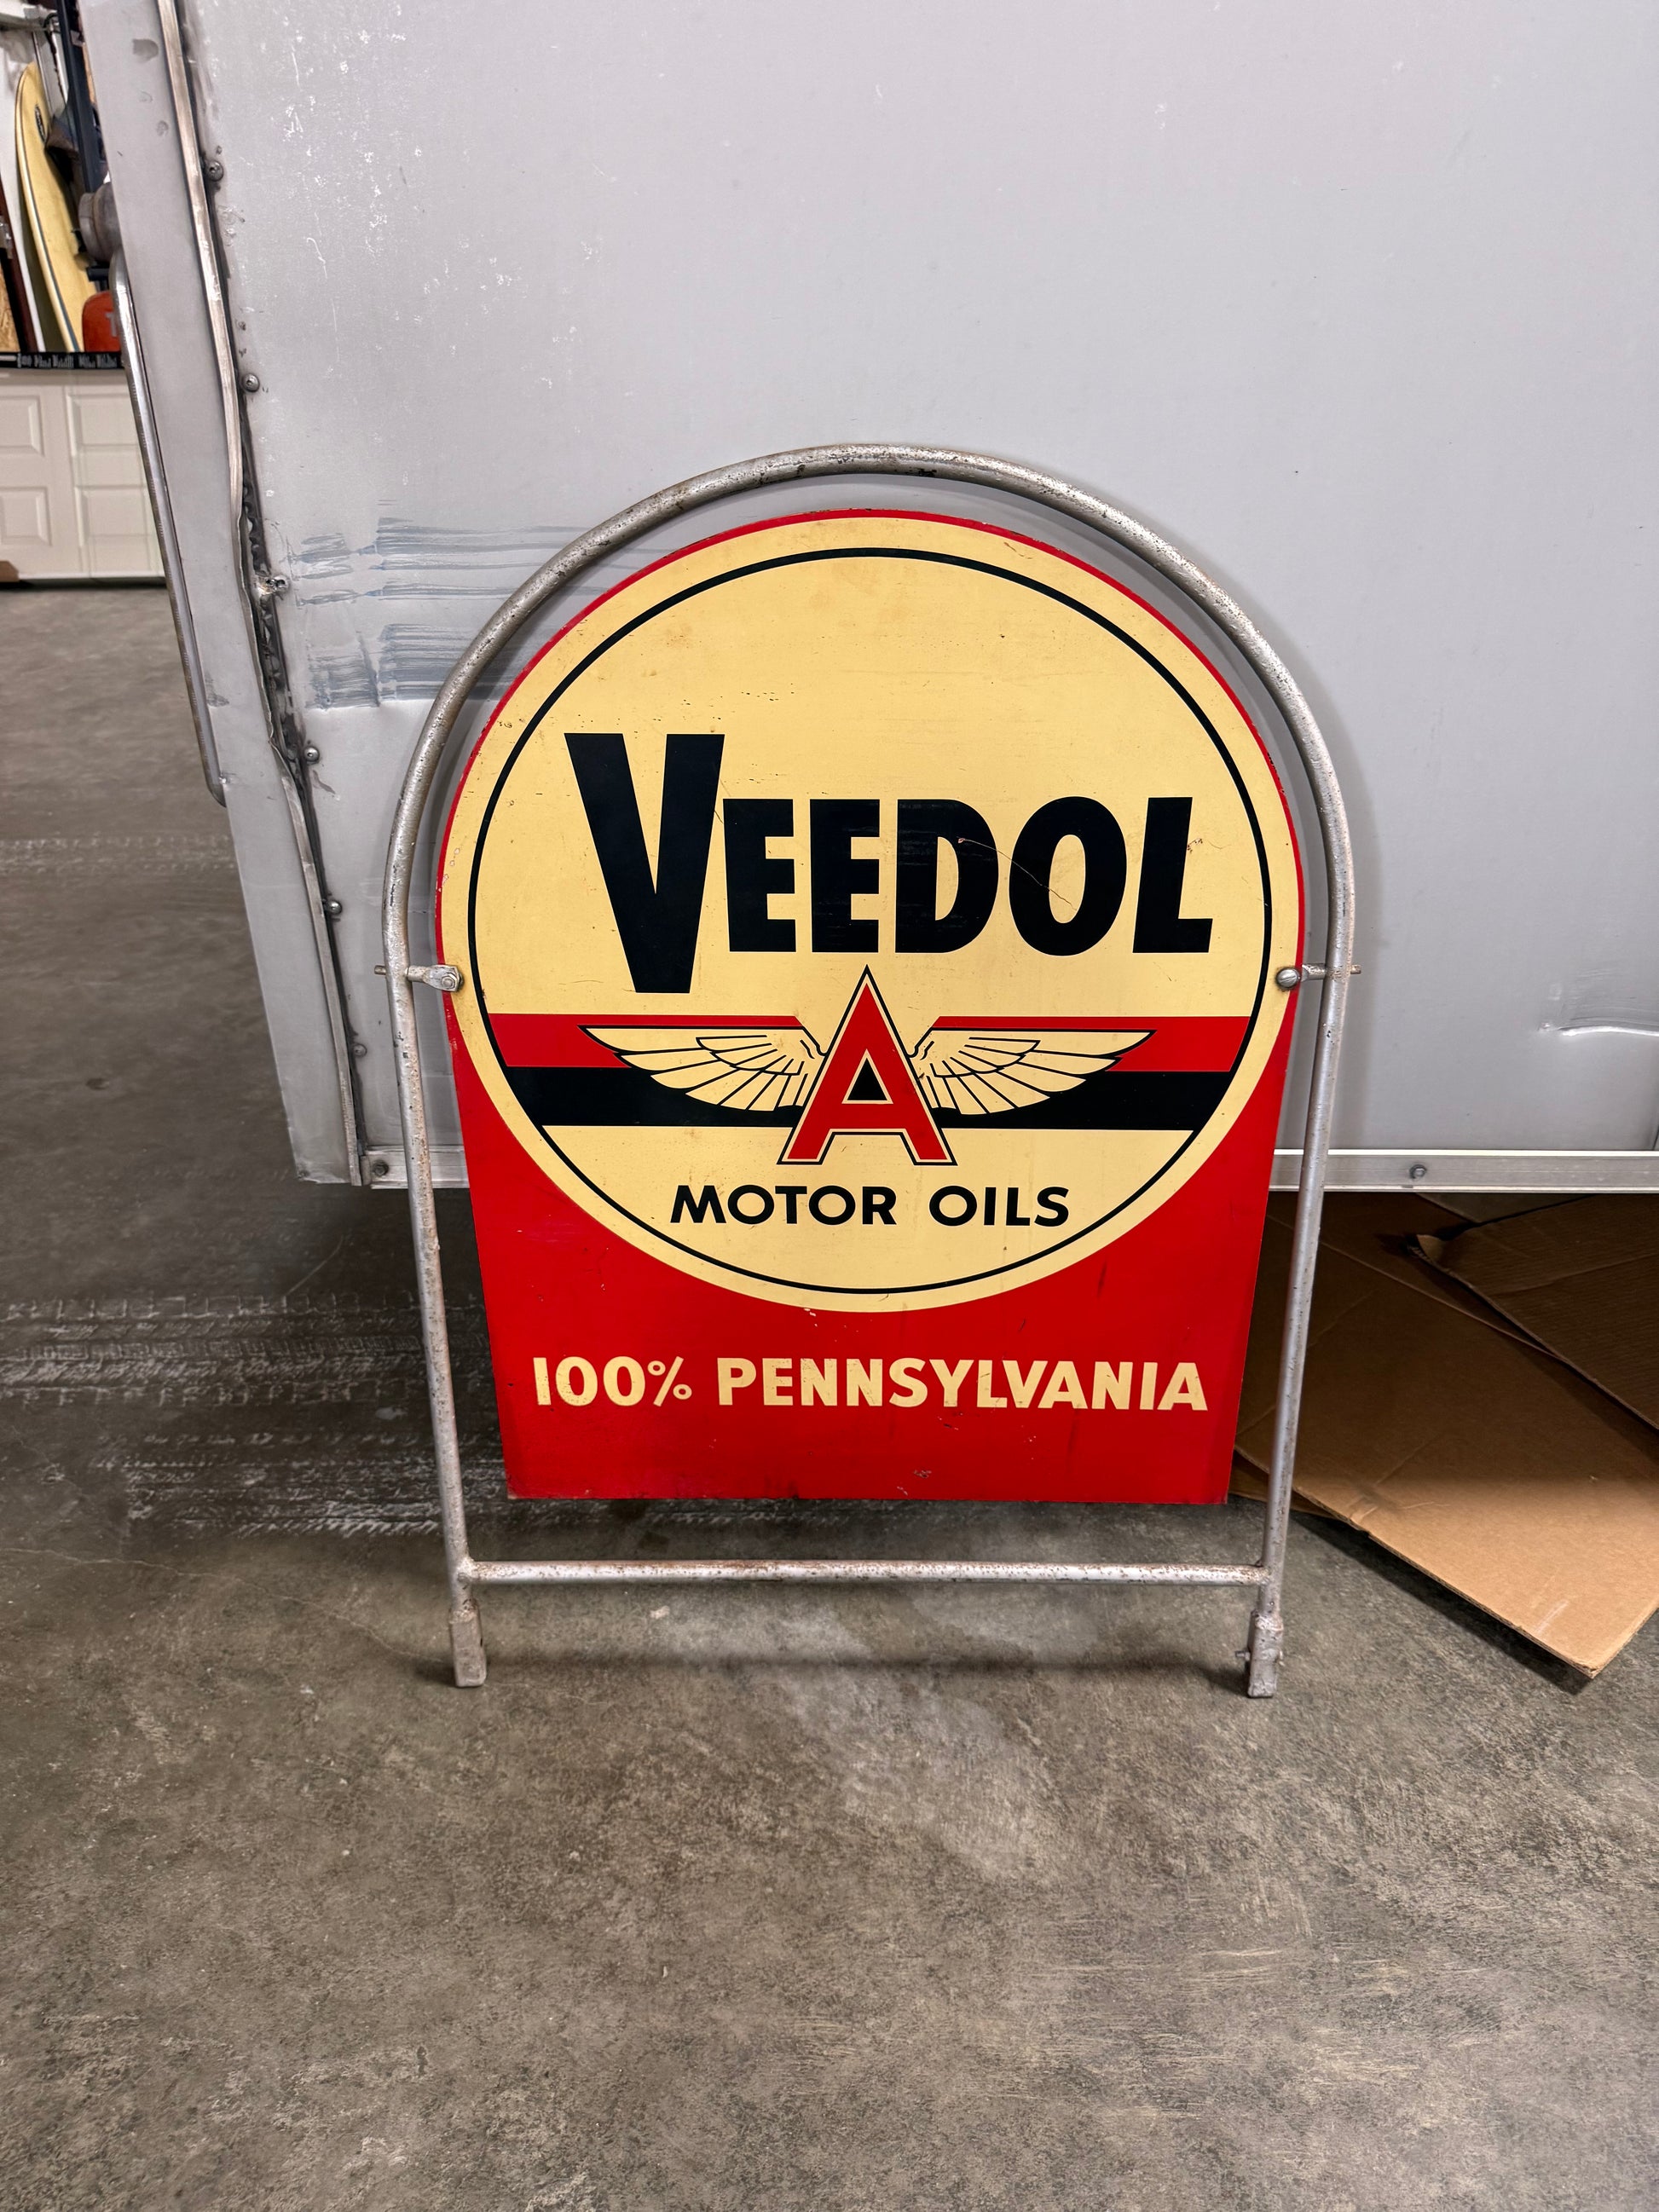 VEEDOL
A
MOTOR OILS
100% PENNSYLVANIA